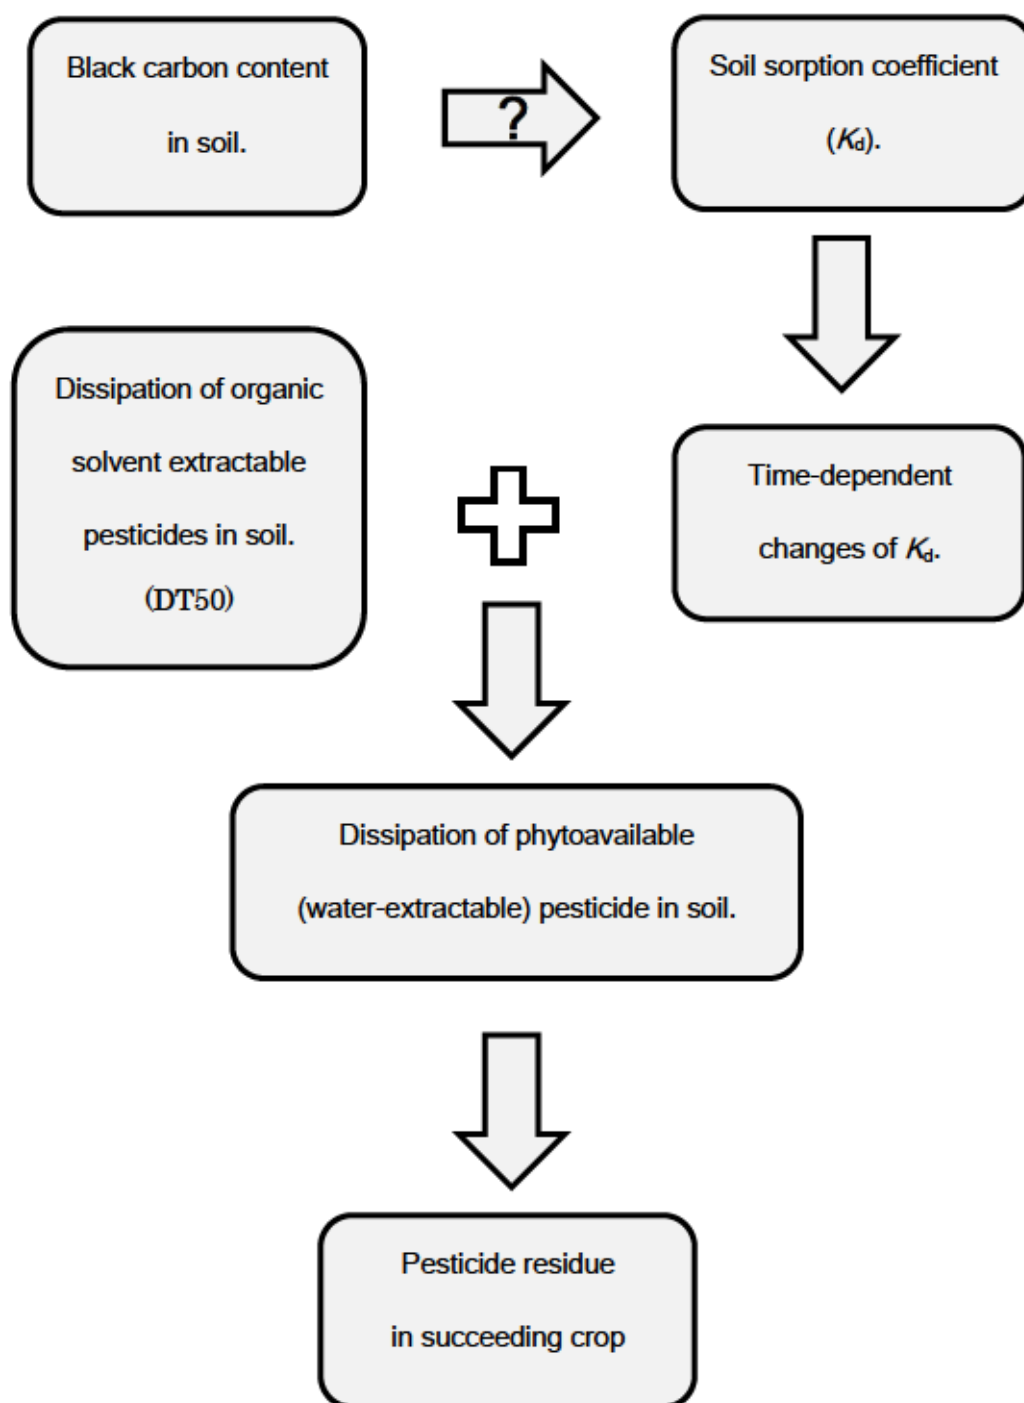 Black carbon content
in soil.
?
Soil sorption coefficient
(Kd).
Dissipation of organic
solvent extractable
pesticides in soil.
(DT50)
Time-dependent
changes of Kd.
Dissipation of phytoavailable
(water-extractable) pesticide in soil.
Pesticide residue
in succeeding crop